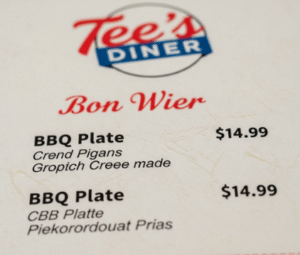 Tee's
DINER
Bon Wier
BBQ Plate $14.99
Crend Pigans
Gropich Creee made
BBQ Plate $14.99
CBB Platte
Piekorordouat Prias